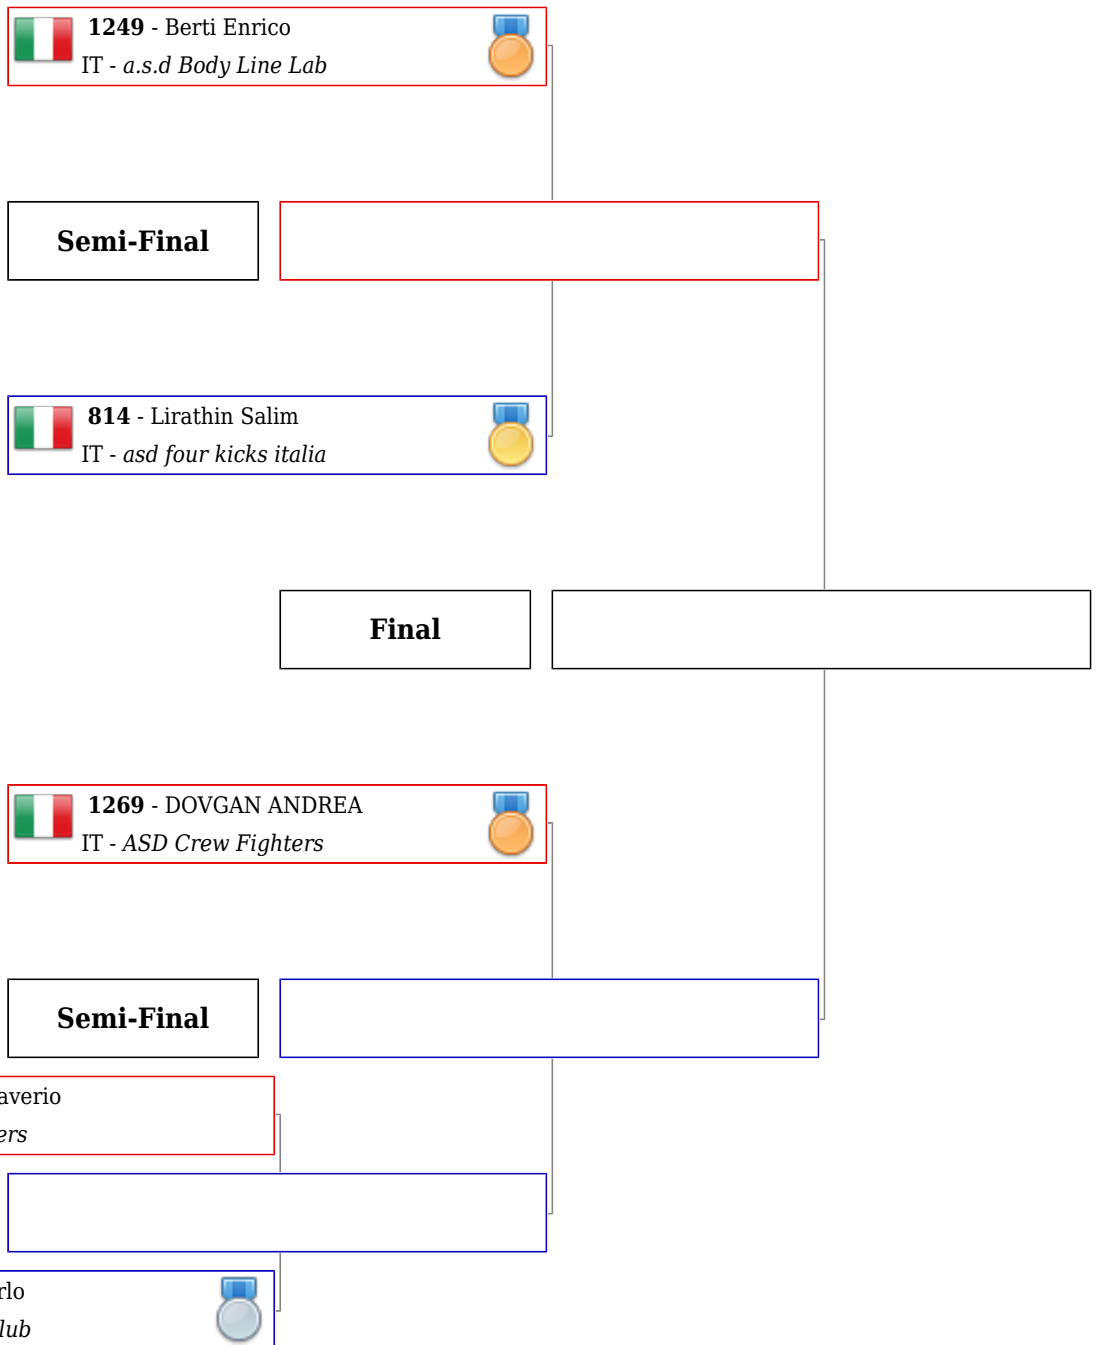 1249 - Berti Enrico
IT - a.s.d Body Line Lab
Semi-Final
814 - Lirathin Salim
IT - asd four kicks italia
Final
1269 - DOVGAN ANDREA
IT - ASD Crew Fighters
Semi-Final